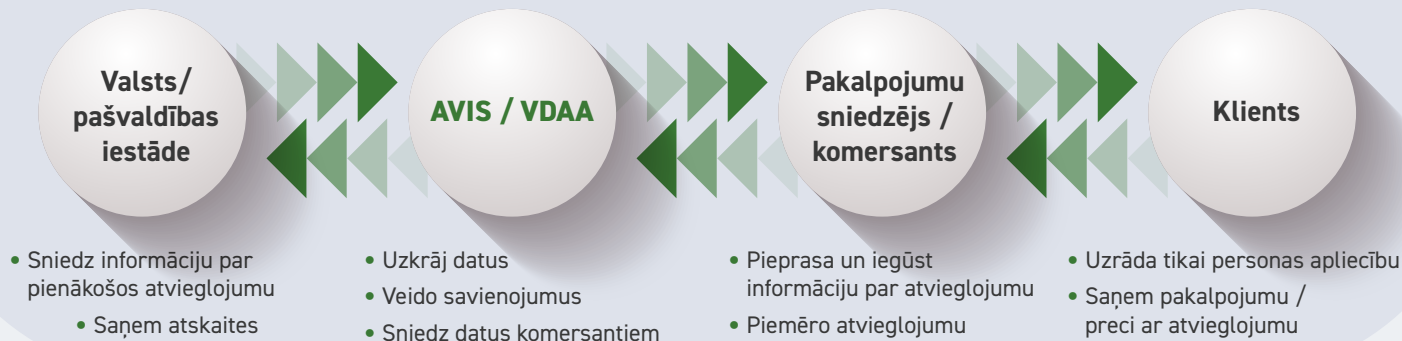 Valsts/
pašvaldības
iestāde
AVIS / VDAA
Pakalpojumu
sniedzējs /
komersants
Klients
• Sniedz informāciju par
pienākošos atvieglojumu
• Saņem atskaites
• Uzkrāj datus
• Veido savienojumus
• Sniedz datus komersantiem
• Pieprasa un iegūst
informāciju par atvieglojumu
• Piemēro atvieglojumu
• Uzrāda tikai personas apliecību
• Saņem pakalpojumu /
preci ar atvieglojumu